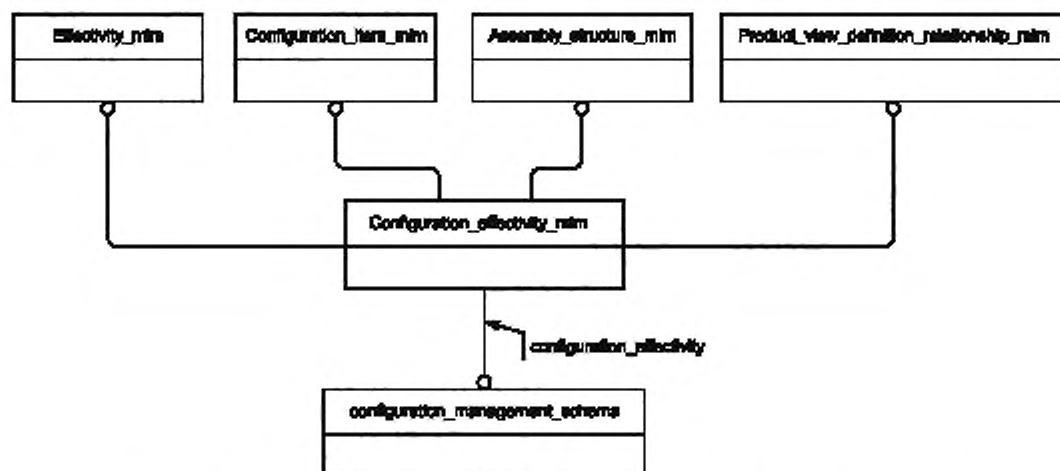 Effectivity_mim
Configuration_item_mim
Assembly_structure_mim
Product_view_definition_relationship_mim
Configuration_effectivity_mim
configuration_effectivity
configuration_management_schema